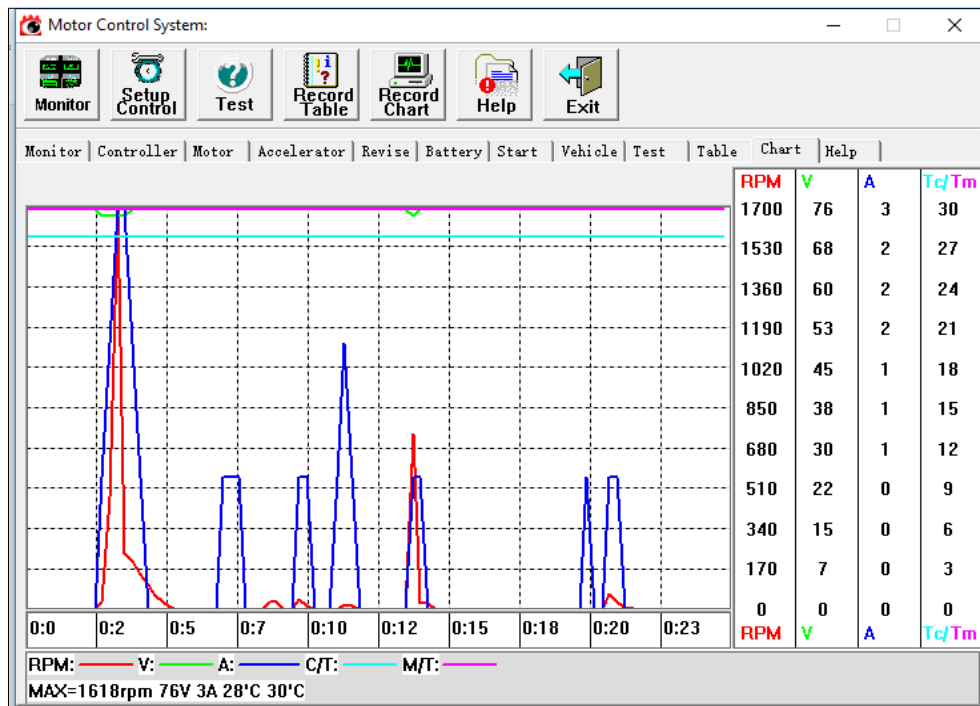 Motor Control System:
Monitor
Setup Control
Test
Record Table
Record Chart
Help
Exit
Monitor Controller Motor Accelerator Revise Battery Start Vehicle Test Table Chart Help
RPM V A Tc/Tm
1700 76 3 30
1530 68 2 27
1360 60 2 24
1190 53 2 21
1020 45 1 18
850 38 1 15
680 30 1 12
510 22 0 9
340 15 0 6
170 7 0 3
0 0 0 0
RPM V A Tc/Tm
0:0 0:2 0:5 0:7 0:10 0:12 0:15 0:18 0:20 0:23
RPM: V: A: C/T: M/T:
MAX=1618rpm 76V 3A 28'C 30'C